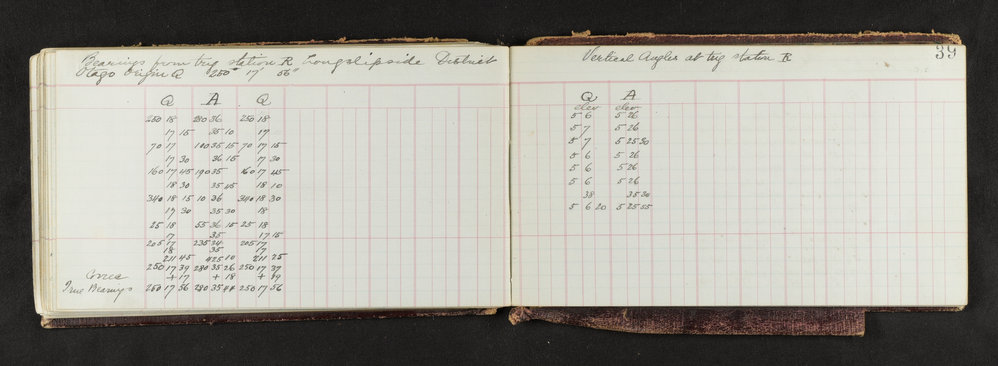 Bearings from trig station R Longslipside District
Otago Origin Q 250° 17' 56"
Q A Q
250 18 280 36 250 18
17 15 35 10 17
70 17 100 35 15 70 17 15
17 30 36 15 17 30
160 17 45 190 35 160 17 45
18 30 35 45 18 10
340 18 15 10 36 340 18 30
17 30 35 30 18
25 18 55 36 15 25 18
17 35 17 15
205 17 235 34 205 17
18 35 17
211 45 425 10 211 25
250 17 39 280 35 26 250 17 37
Correc + 17 + 18 + 19
True Bearings 250 17 56 280 35 44 250 17 56
Vertical Angles at trig station R
39
Q A
elev elev
5 6 5 26
5 7 5 26
5 7 5 25 30
5 6 5 26
5 6 5 26
5 6 5 26
38 35 30
5 6 20 5 25 55